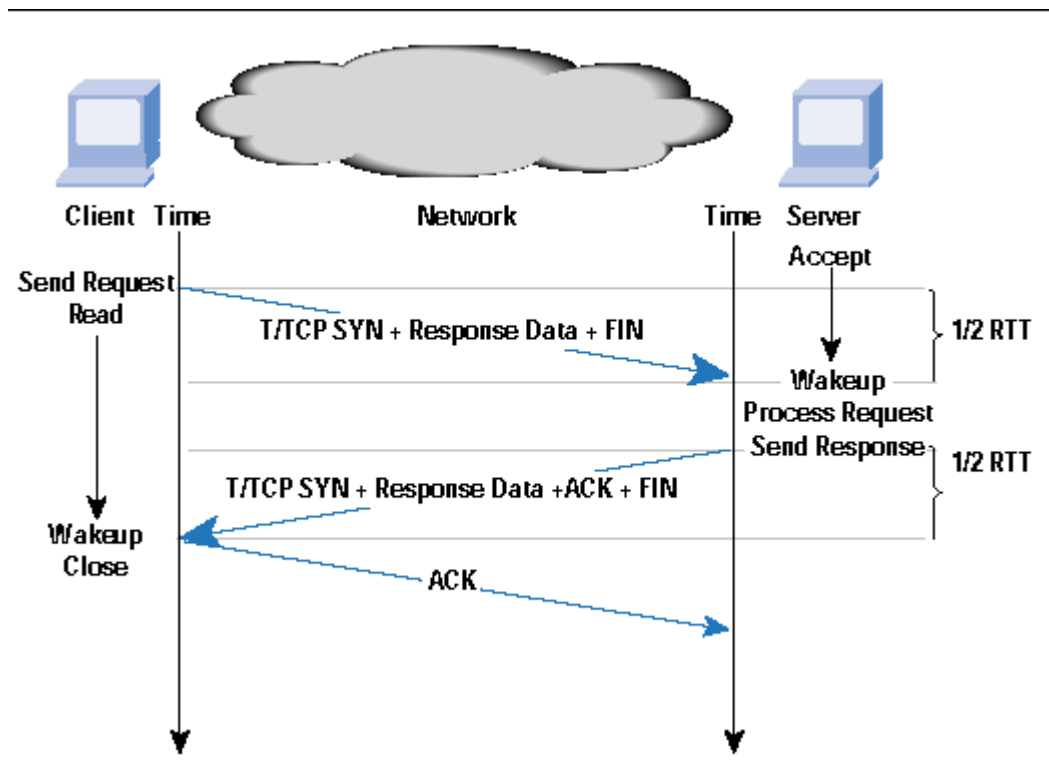 Client Time Network Time Server
Accept
Send Request
Read
T/TCP SYN + Response Data + FIN
1/2 RTT
Wakeup
Process Request
Send Response
1/2 RTT
T/TCP SYN + Response Data +ACK + FIN
Wakeup
Close
ACK